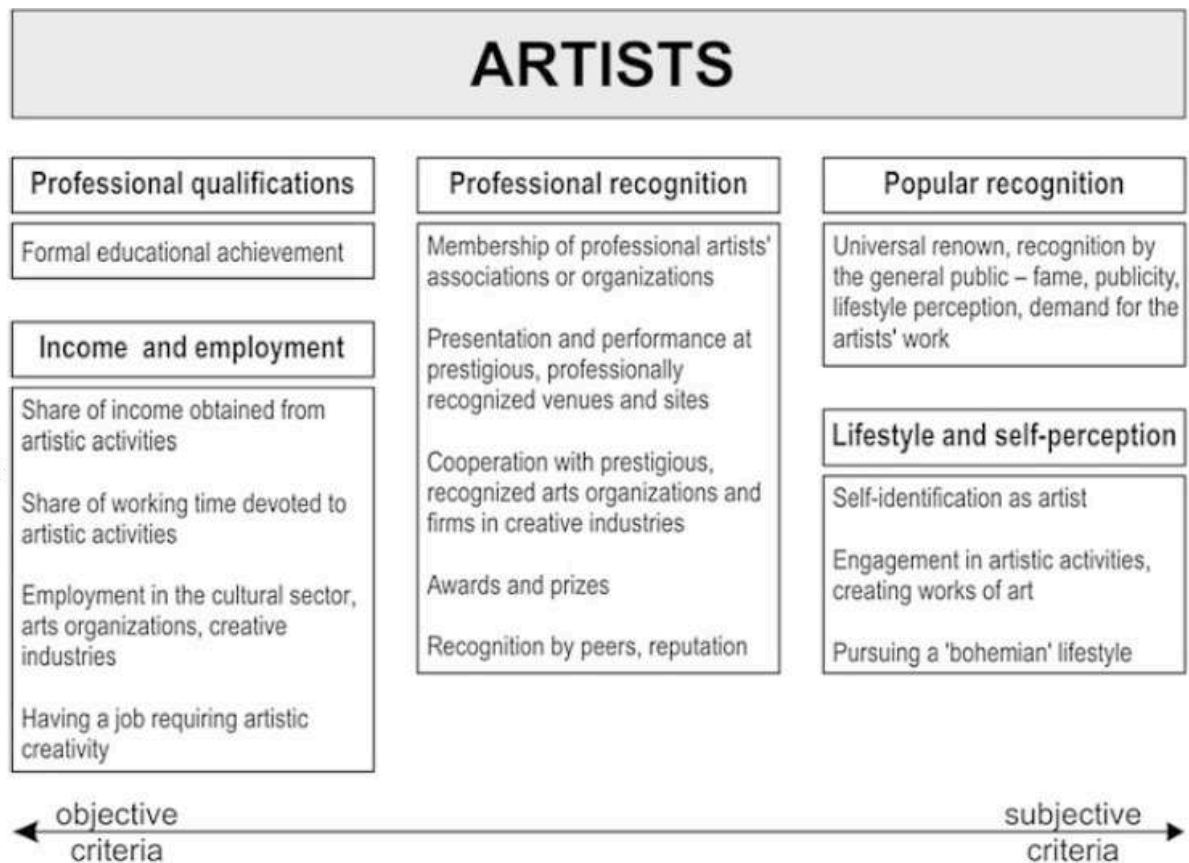 ARTISTS
Professional qualifications
Formal educational achievement
Income and employment
Share of income obtained from
artistic activities
Share of working time devoted to
artistic activities
Employment in the cultural sector,
arts organizations, creative
industries
Having a job requiring artistic
creativity
Professional recognition
Membership of professional artists'
associations or organizations
Presentation and performance at
prestigious, professionally
recognized venues and sites
Cooperation with prestigious,
recognized arts organizations and
firms in creative industries
Awards and prizes
Recognition by peers, reputation
Popular recognition
Universal renown, recognition by
the general public – fame, publicity,
lifestyle perception, demand for the
artists' work
Lifestyle and self-perception
Self-identification as artist
Engagement in artistic activities,
creating works of art
Pursuing a 'bohemian' lifestyle
objective
criteria
subjective
criteria